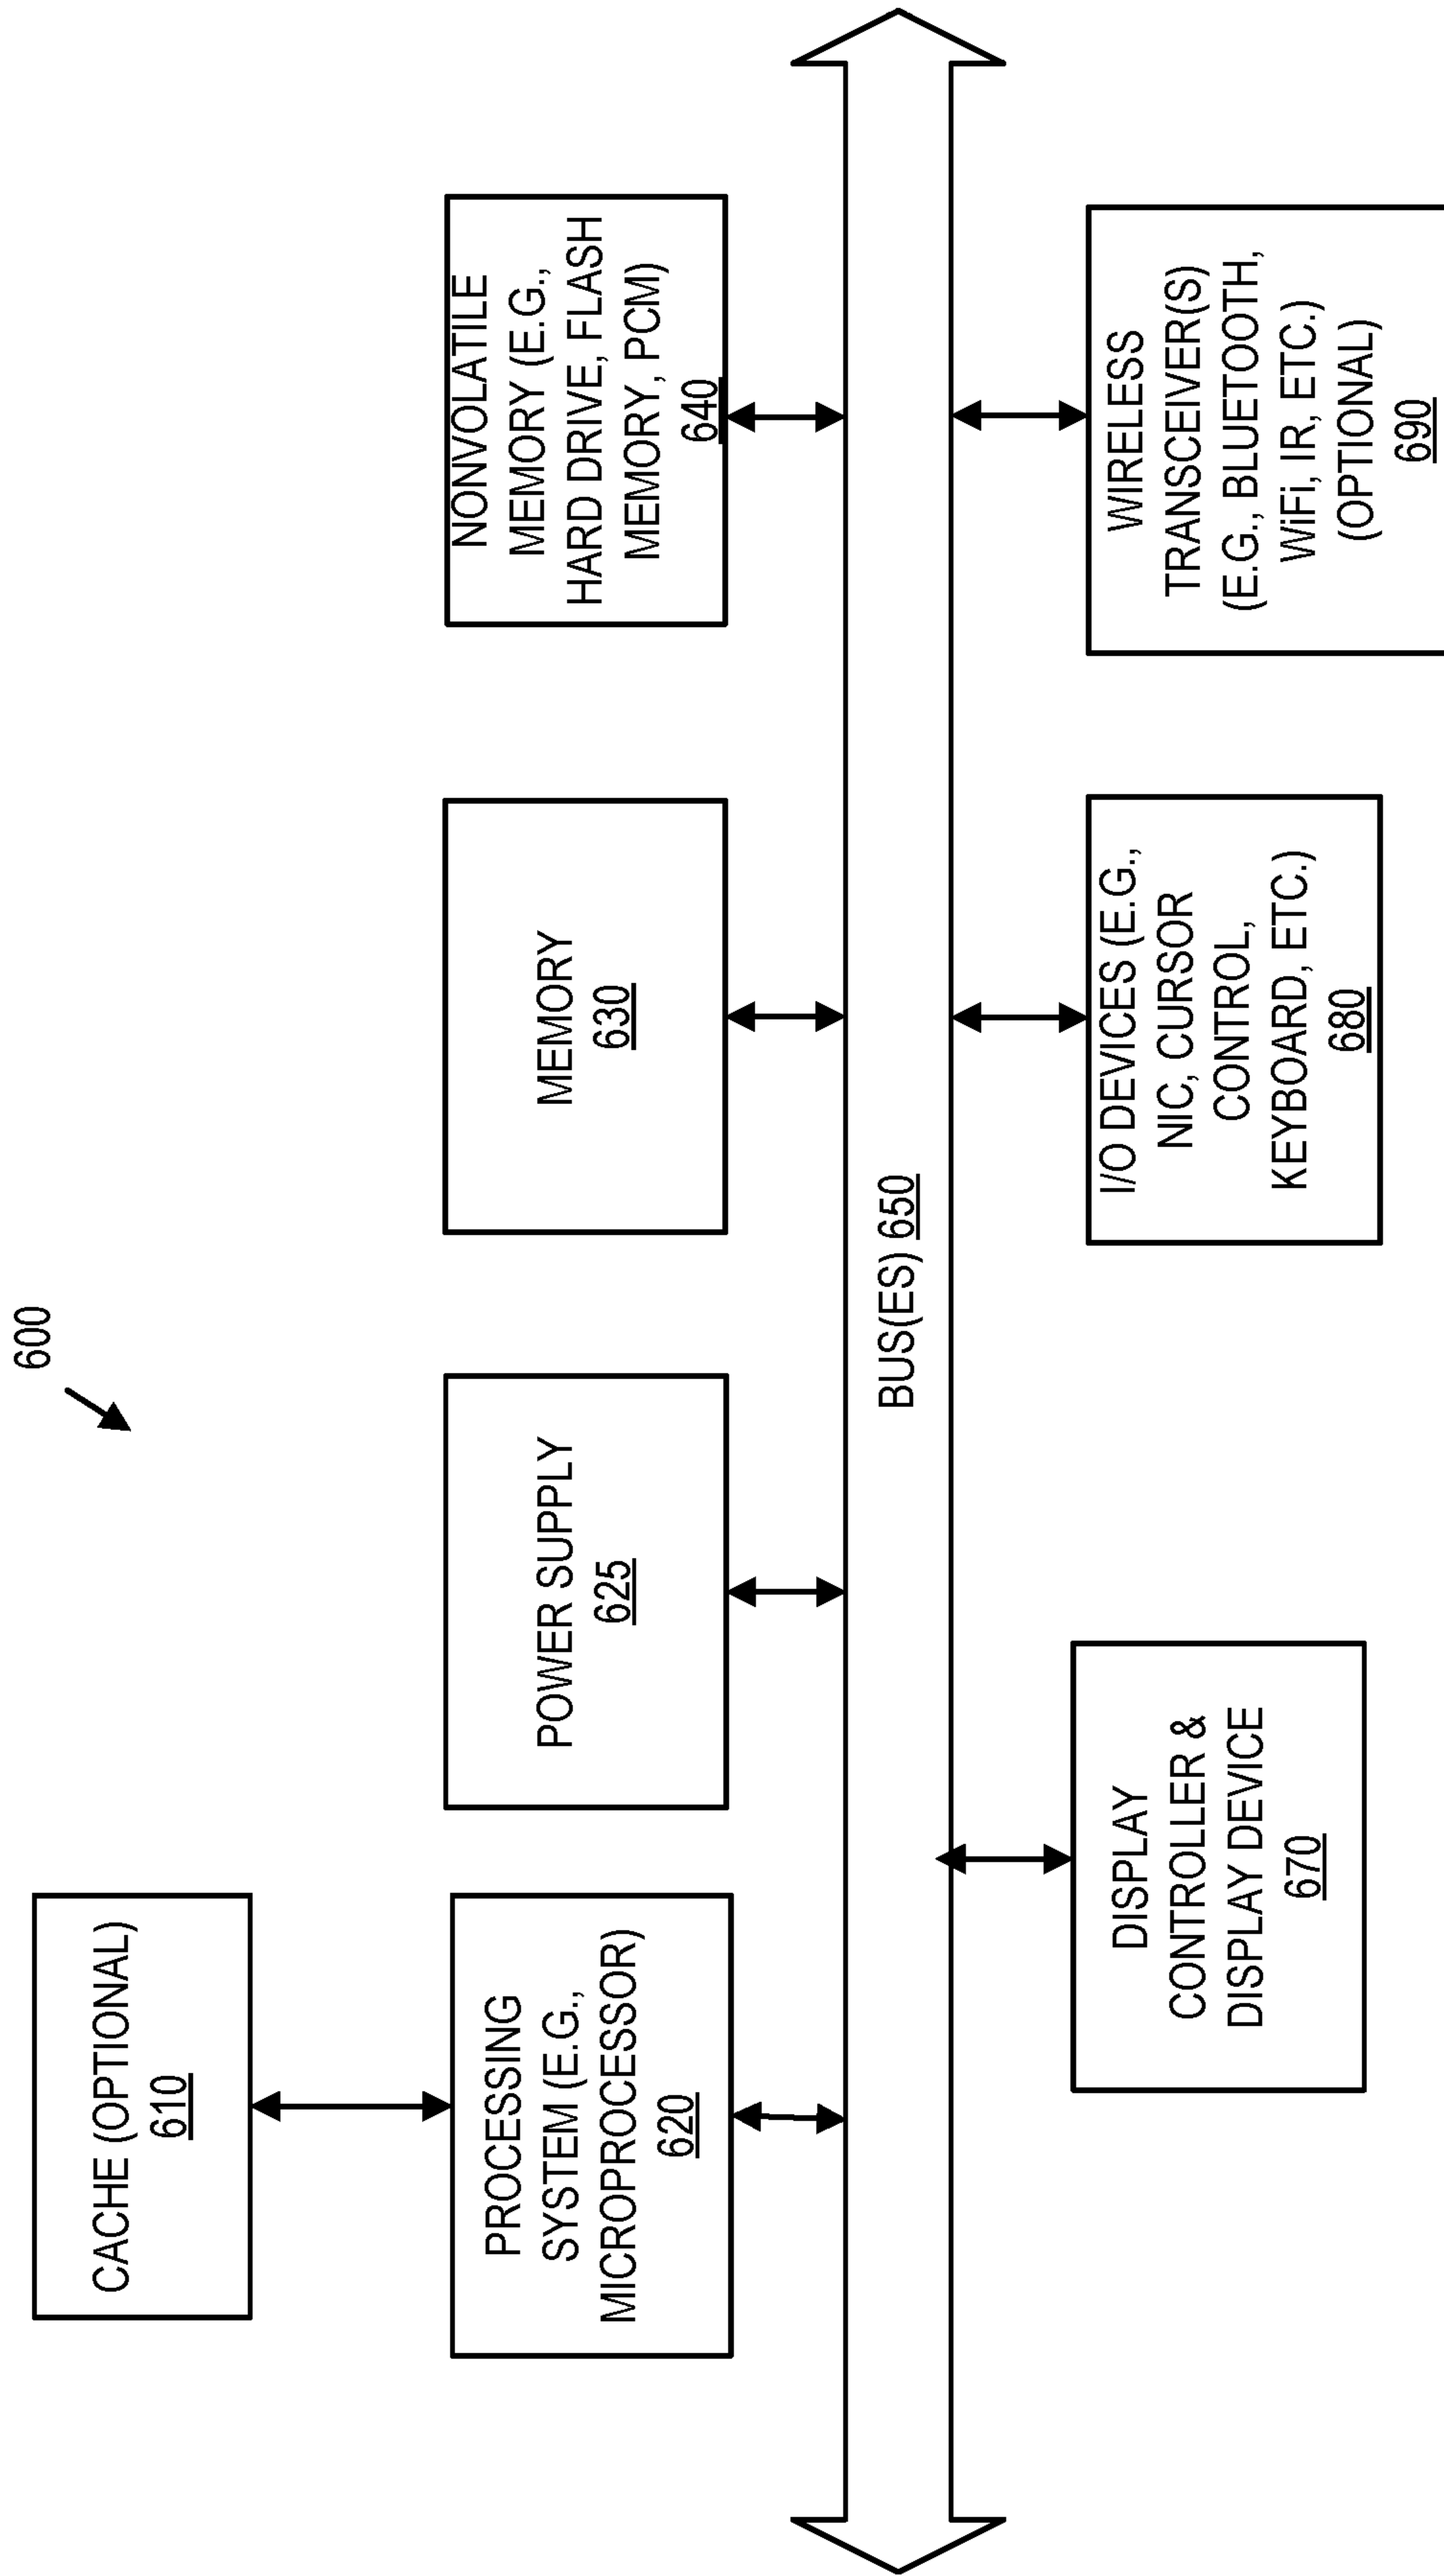 600
CACHE (OPTIONAL)
610
PROCESSING
SYSTEM (E.G.,
MICROPROCESSOR)
620
POWER SUPPLY
625
MEMORY
630
NONVOLATILE
MEMORY (E.G.,
HARD DRIVE, FLASH
MEMORY, PCM)
640
BUS(ES) 650
DISPLAY
CONTROLLER &
DISPLAY DEVICE
670
I/O DEVICES (E.G.,
NIC, CURSOR
CONTROL,
KEYBOARD, ETC.)
680
WIRELESS
TRANSCEIVER(S)
(E.G., BLUETOOTH,
WiFi, IR, ETC.)
(OPTIONAL)
690